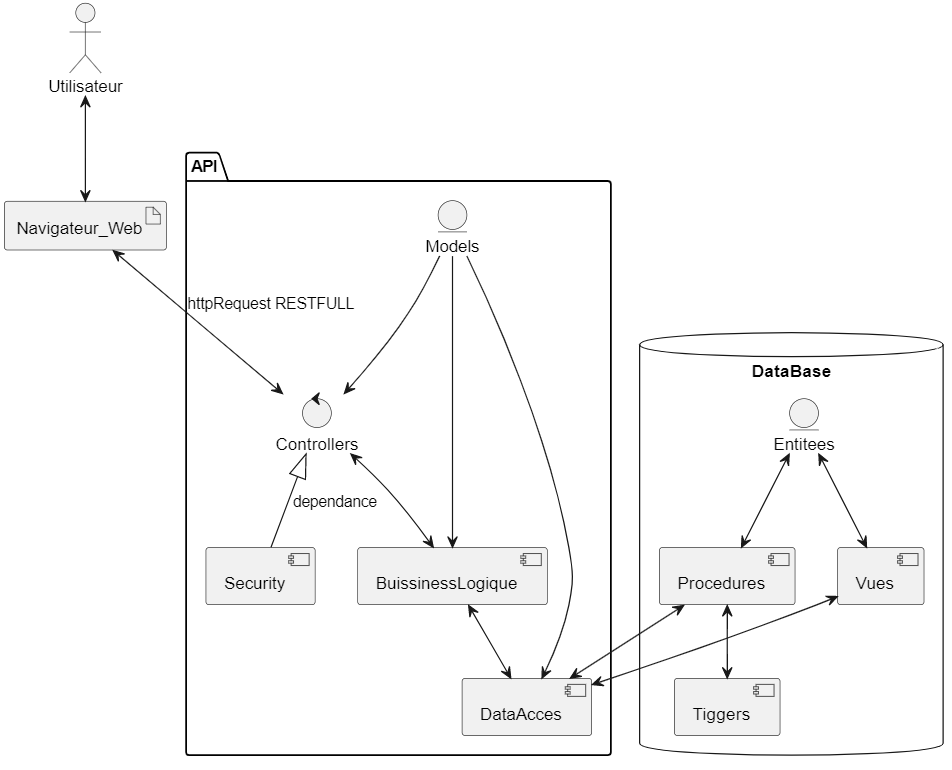 Utilisateur
API
Navigateur_Web
Models
httpRequest RESTFULL
DataBase
Controllers
Entitees
dependance
Security
BuissinessLogique
Procedures
Vues
DataAcces
Tiggers